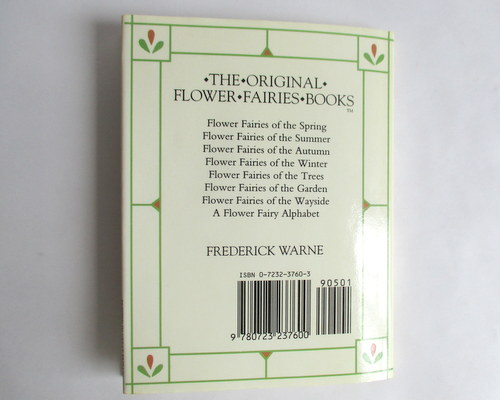 ◆THE◆ORIGINAL◆
FLOWER◆FAIRIES◆BOOKS
™
Flower Fairies of the Spring
Flower Fairies of the Summer
Flower Fairies of the Autumn
Flower Fairies of the Winter
Flower Fairies of the Trees
Flower Fairies of the Garden
Flower Fairies of the Wayside
A Flower Fairy Alphabet
FREDERICK WARNE
ISBN 0-7232-3760-3
90501
9 780723 237600